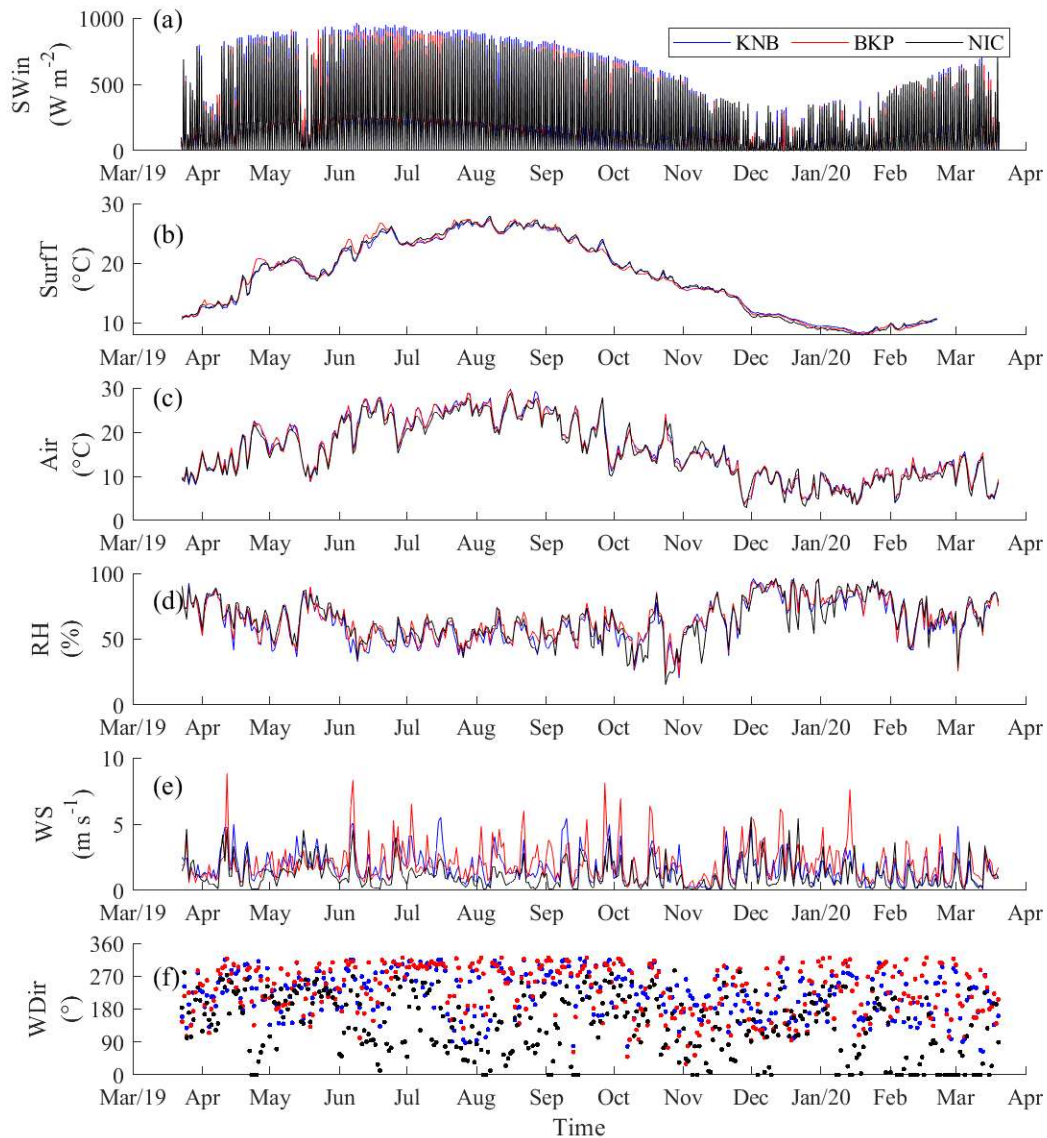 (a)
KNB BKP NIC
SWin
(W m-2)
1000
500
0
Mar/19 Apr May Jun Jul Aug Sep Oct Nov Dec Jan/20 Feb Mar Apr
(b)
SurfT
(°C)
30
20
10
Mar/19 Apr May Jun Jul Aug Sep Oct Nov Dec Jan/20 Feb Mar Apr
(c)
Air
(°C)
30
20
10
0
Mar/19 Apr May Jun Jul Aug Sep Oct Nov Dec Jan/20 Feb Mar Apr
(d)
RH
(%)
100
50
0
Mar/19 Apr May Jun Jul Aug Sep Oct Nov Dec Jan/20 Feb Mar Apr
(e)
WS
(m s-1)
10
5
0
Mar/19 Apr May Jun Jul Aug Sep Oct Nov Dec Jan/20 Feb Mar Apr
(f)
WDir
(°)
360
270
180
90
0
Mar/19 Apr May Jun Jul Aug Sep Oct Nov Dec Jan/20 Feb Mar Apr
Time